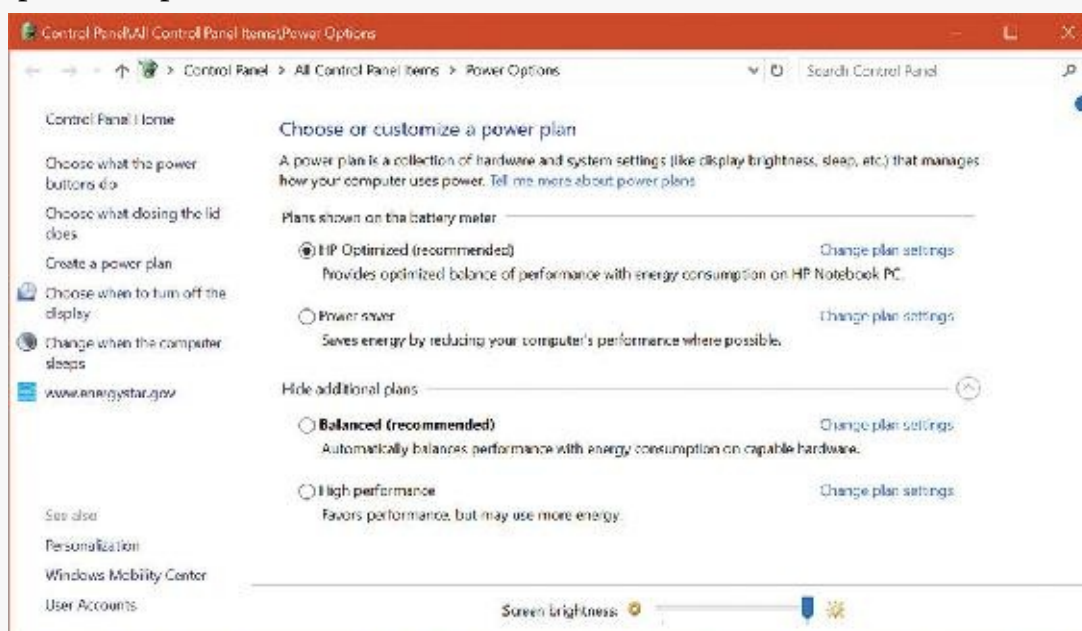 Control Panel\All Control Panel Items\Power Options
Control Panel > All Control Panel Items > Power Options
Search Control Panel
Control Panel Home
Choose what the power
buttons do
Choose what closing the lid
does
Create a power plan
Choose when to turn off the
display
Change when the computer
sleeps
www.energystar.gov
See also
Personalization
Windows Mobility Center
User Accounts
Choose or customize a power plan
A power plan is a collection of hardware and system settings (like display brightness, sleep, etc.) that manages
how your computer uses power. Tell me more about power plans
Plans shown on the battery meter
HP Optimized (recommended) Change plan settings
Provides optimized balance of performance with energy consumption on HP Notebook PC.
Power saver Change plan settings
Saves energy by reducing your computer's performance where possible.
Hide additional plans
Balanced (recommended) Change plan settings
Automatically balances performance with energy consumption on capable hardware.
High performance Change plan settings
Favors performance, but may use more energy.
Screen brightness: